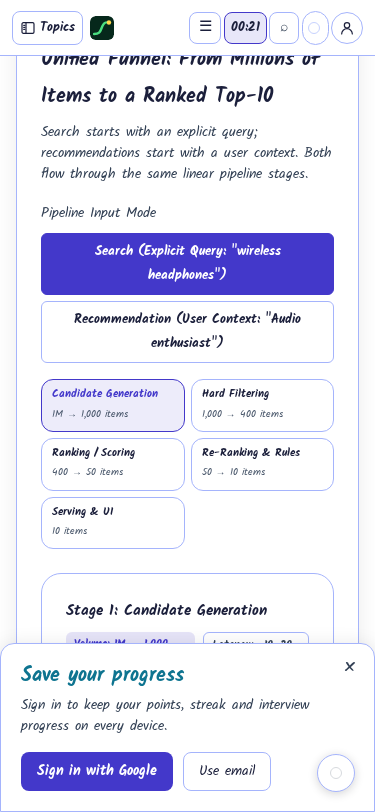 Topics
00:21
Unified Funnel: From Millions of
Items to a Ranked Top-10
Search starts with an explicit query;
recommendations start with a user context. Both
flow through the same linear pipeline stages.
Pipeline Input Mode
Search (Explicit Query: "wireless
headphones")
Recommendation (User Context: "Audio
enthusiast")
Candidate Generation
1M → 1,000 items
Hard Filtering
1,000 → 400 items
Ranking / Scoring
400 → 50 items
Re-Ranking & Rules
50 → 10 items
Serving & UI
10 items
Stage 1: Candidate Generation
Volume: 1M → 1,000
Save your progress
Sign in to keep your points, streak and interview
progress on every device.
Sign in with Google
Use email